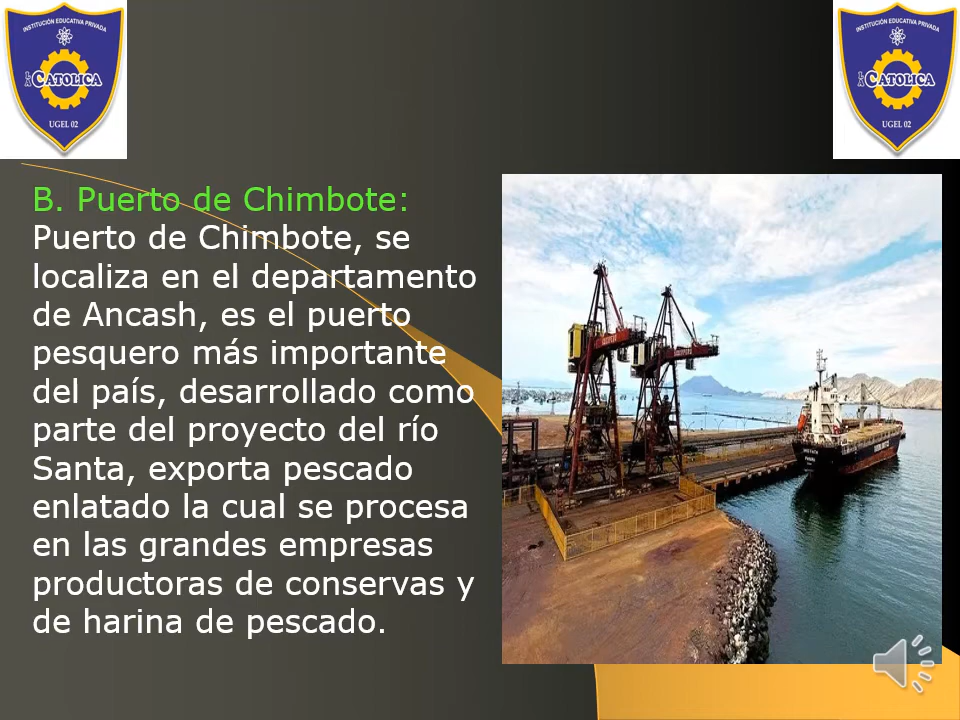 INSTITUCIÓN EDUCATIVA PRIVADA
LA CATOLICA
UGEL 02
INSTITUCIÓN EDUCATIVA PRIVADA
LA CATOLICA
UGEL 02
B. Puerto de Chimbote:
Puerto de Chimbote, se
localiza en el departamento
de Ancash, es el puerto
pesquero más importante
del país, desarrollado como
parte del proyecto del río
Santa, exporta pescado
enlatado la cual se procesa
en las grandes empresas
productoras de conservas y
de harina de pescado.